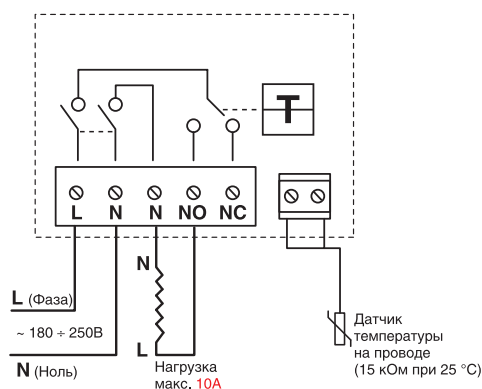 T
L N N NO NC
N
L (Фаза)
~ 180 ÷ 250В
L
N (Ноль)
Нагрузка
макс. 10А
Датчик
температуры
на проводе
(15 кОм при 25 °С)